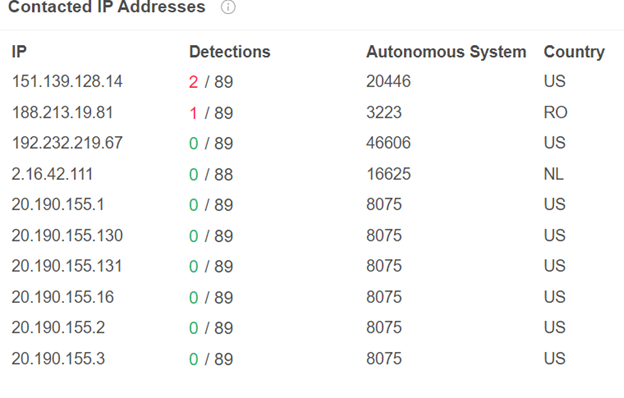 Contacted IP Addresses
IP Detections Autonomous System Country
151.139.128.14 2 / 89 20446 US
188.213.19.81 1 / 89 3223 RO
192.232.219.67 0 / 89 46606 US
2.16.42.111 0 / 88 16625 NL
20.190.155.1 0 / 89 8075 US
20.190.155.130 0 / 89 8075 US
20.190.155.131 0 / 89 8075 US
20.190.155.16 0 / 89 8075 US
20.190.155.2 0 / 89 8075 US
20.190.155.3 0 / 89 8075 US